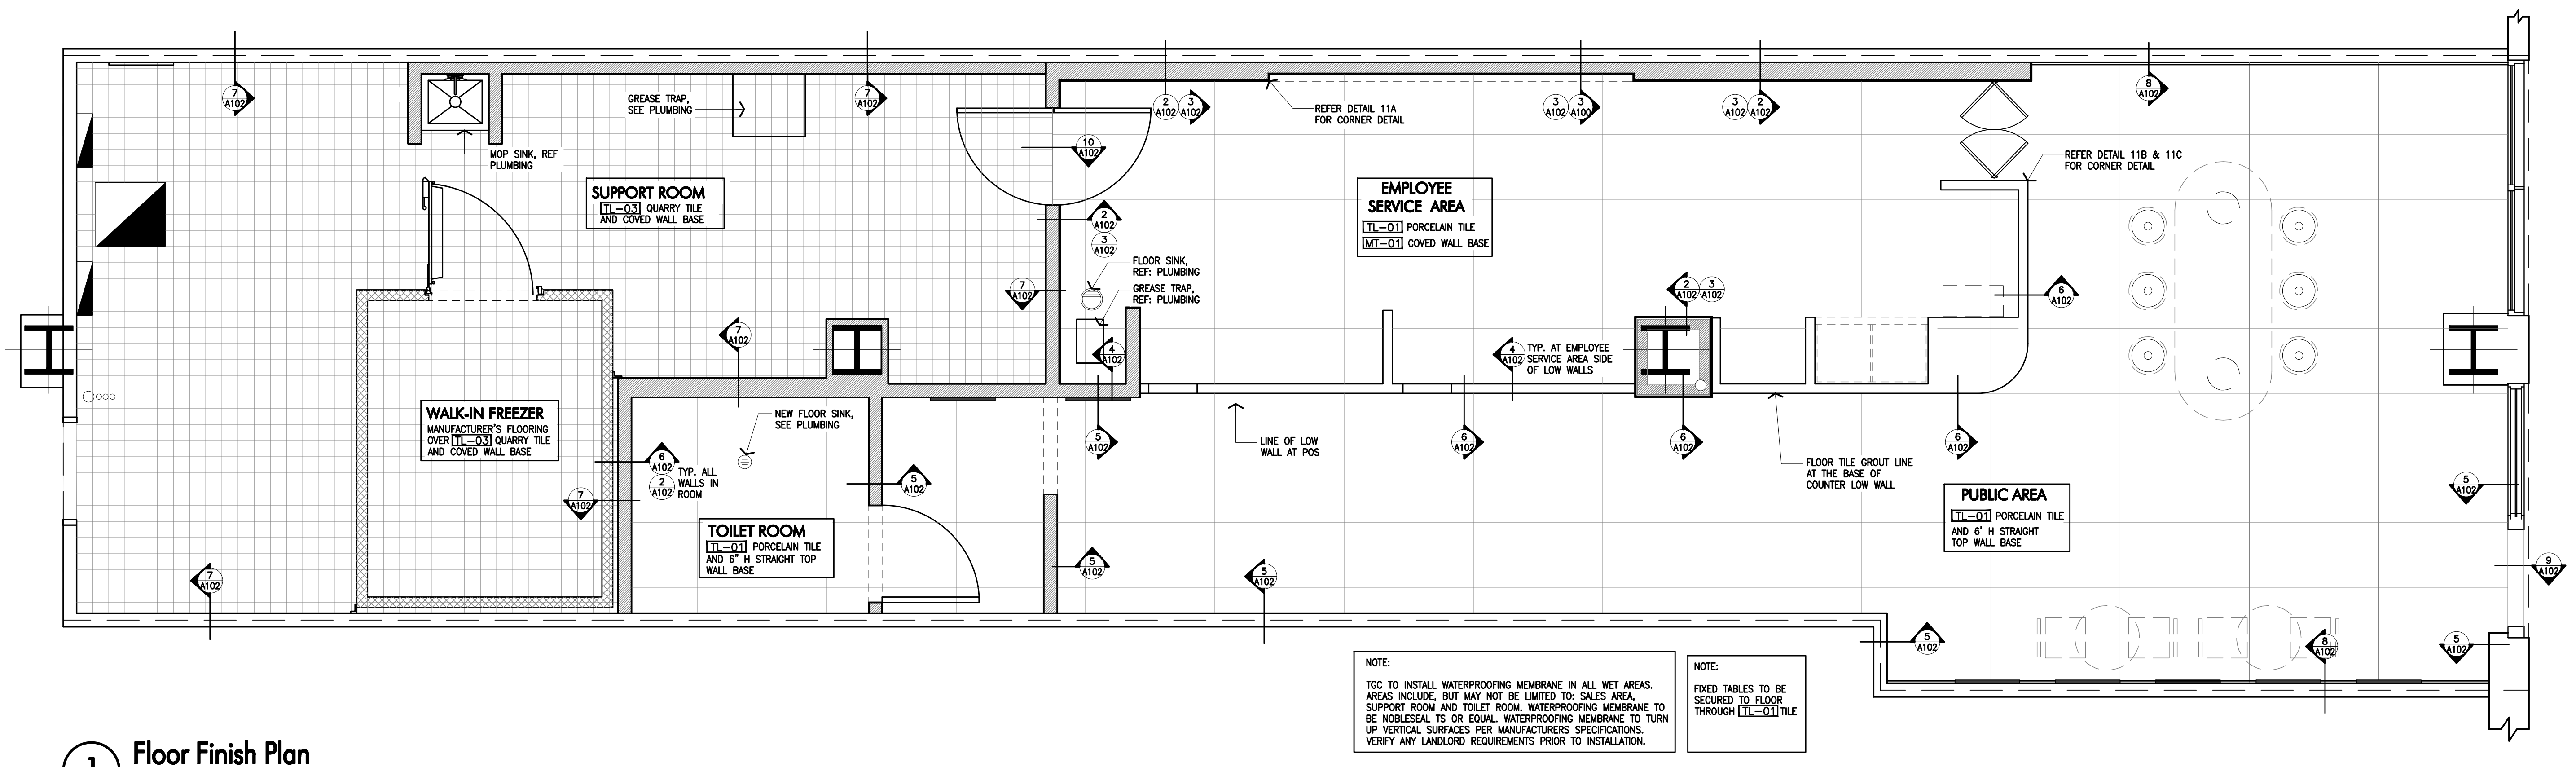 7
A102
7
A102
2
A102
3
A102
3
A102
3
A100
3
A102
2
A102
8
A102
GREASE TRAP,
SEE PLUMBING
REFER DETAIL 11A
FOR CORNER DETAIL
MOP SINK, REF
PLUMBING
10
A102
REFER DETAIL 11B & 11C
FOR CORNER DETAIL
SUPPORT ROOM
TL-03 QUARRY TILE
AND COVED WALL BASE
EMPLOYEE
SERVICE AREA
TL-01 PORCELAIN TILE
MT-01 COVED WALL BASE
2
A102
3
A102
FLOOR SINK,
REF: PLUMBING
GREASE TRAP,
REF: PLUMBING
7
A102
2
A102
3
A102
6
A102
7
A102
4
A102
4
A102
TYP. AT EMPLOYEE
SERVICE AREA SIDE
OF LOW WALLS
WALK-IN FREEZER
MANUFACTURER'S FLOORING
OVER TL-03 QUARRY TILE
AND COVED WALL BASE
NEW FLOOR SINK,
SEE PLUMBING
5
A102
LINE OF LOW
WALL AT POS
6
A102
6
A102
6
A102
6
A102
2
A102
TYP. ALL
WALLS IN
ROOM
5
A102
FLOOR TILE GROUT LINE
AT THE BASE OF
COUNTER LOW WALL
5
A102
7
A102
PUBLIC AREA
TL-01 PORCELAIN TILE
AND 6' H STRAIGHT
TOP WALL BASE
TOILET ROOM
TL-01 PORCELAIN TILE
AND 6" H STRAIGHT TOP
WALL BASE
7
A102
5
A102
5
A102
9
A102
5
A102
8
A102
5
A102
NOTE:
TGC TO INSTALL WATERPROOFING MEMBRANE IN ALL WET AREAS.
AREAS INCLUDE, BUT MAY NOT BE LIMITED TO: SALES AREA,
SUPPORT ROOM AND TOILET ROOM. WATERPROOFING MEMBRANE TO
BE NOBLESEAL TS OR EQUAL. WATERPROOFING MEMBRANE TO TURN
UP VERTICAL SURFACES PER MANUFACTURERS SPECIFICATIONS.
VERIFY ANY LANDLORD REQUIREMENTS PRIOR TO INSTALLATION.
NOTE:
FIXED TABLES TO BE
SECURED TO FLOOR
THROUGH TL-01 TILE
1
Floor Finish Plan